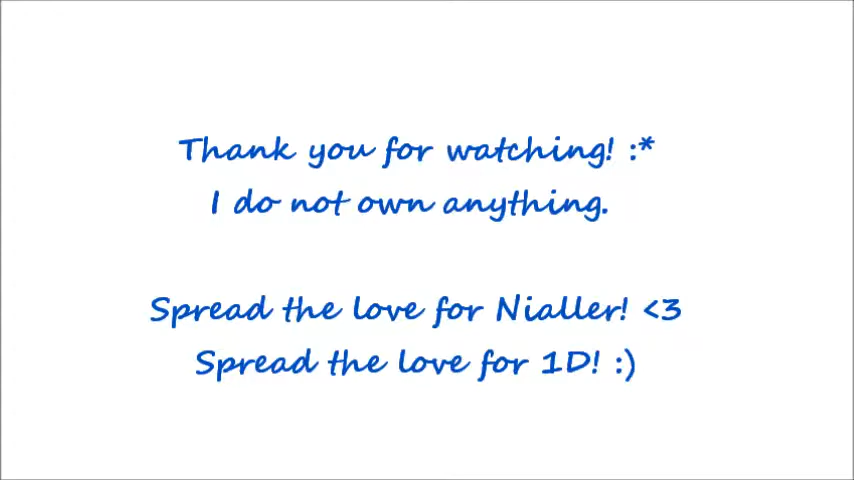 Thank you for watching! :*
I do not own anything.
Spread the love for Nialler! <3
Spread the love for 1D! :)